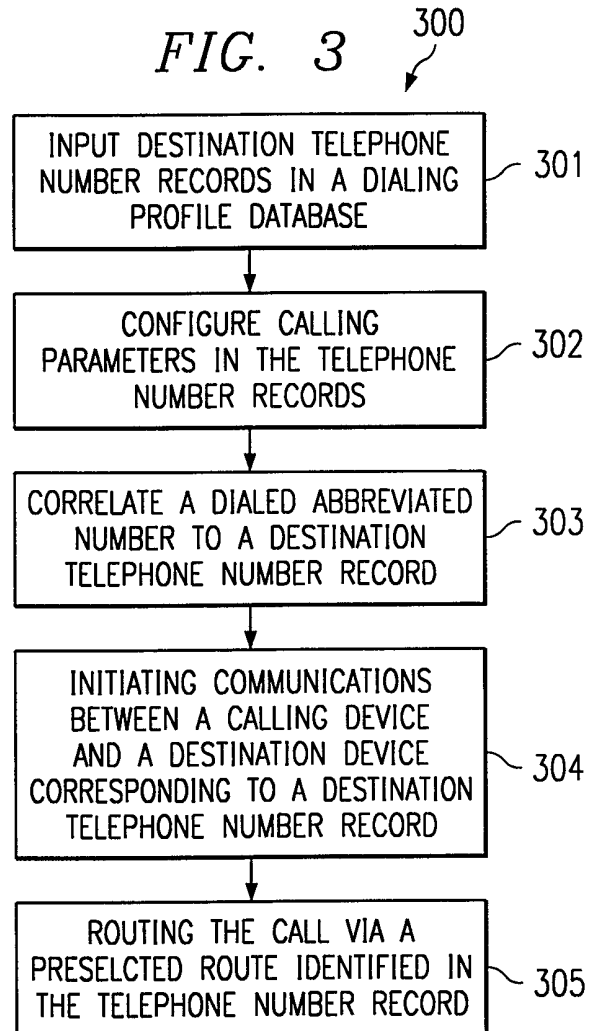 FIG. 3
300
INPUT DESTINATION TELEPHONE
NUMBER RECORDS IN A DIALING
PROFILE DATABASE
301
CONFIGURE CALLING
PARAMETERS IN THE TELEPHONE
NUMBER RECORDS
302
CORRELATE A DIALED ABBREVIATED
NUMBER TO A DESTINATION
TELEPHONE NUMBER RECORD
303
INITIATING COMMUNICATIONS
BETWEEN A CALLING DEVICE
AND A DESTINATION DEVICE
CORRESPONDING TO A DESTINATION
TELEPHONE NUMBER RECORD
304
ROUTING THE CALL VIA A
PRESELCTED ROUTE IDENTIFIED IN
THE TELEPHONE NUMBER RECORD
305